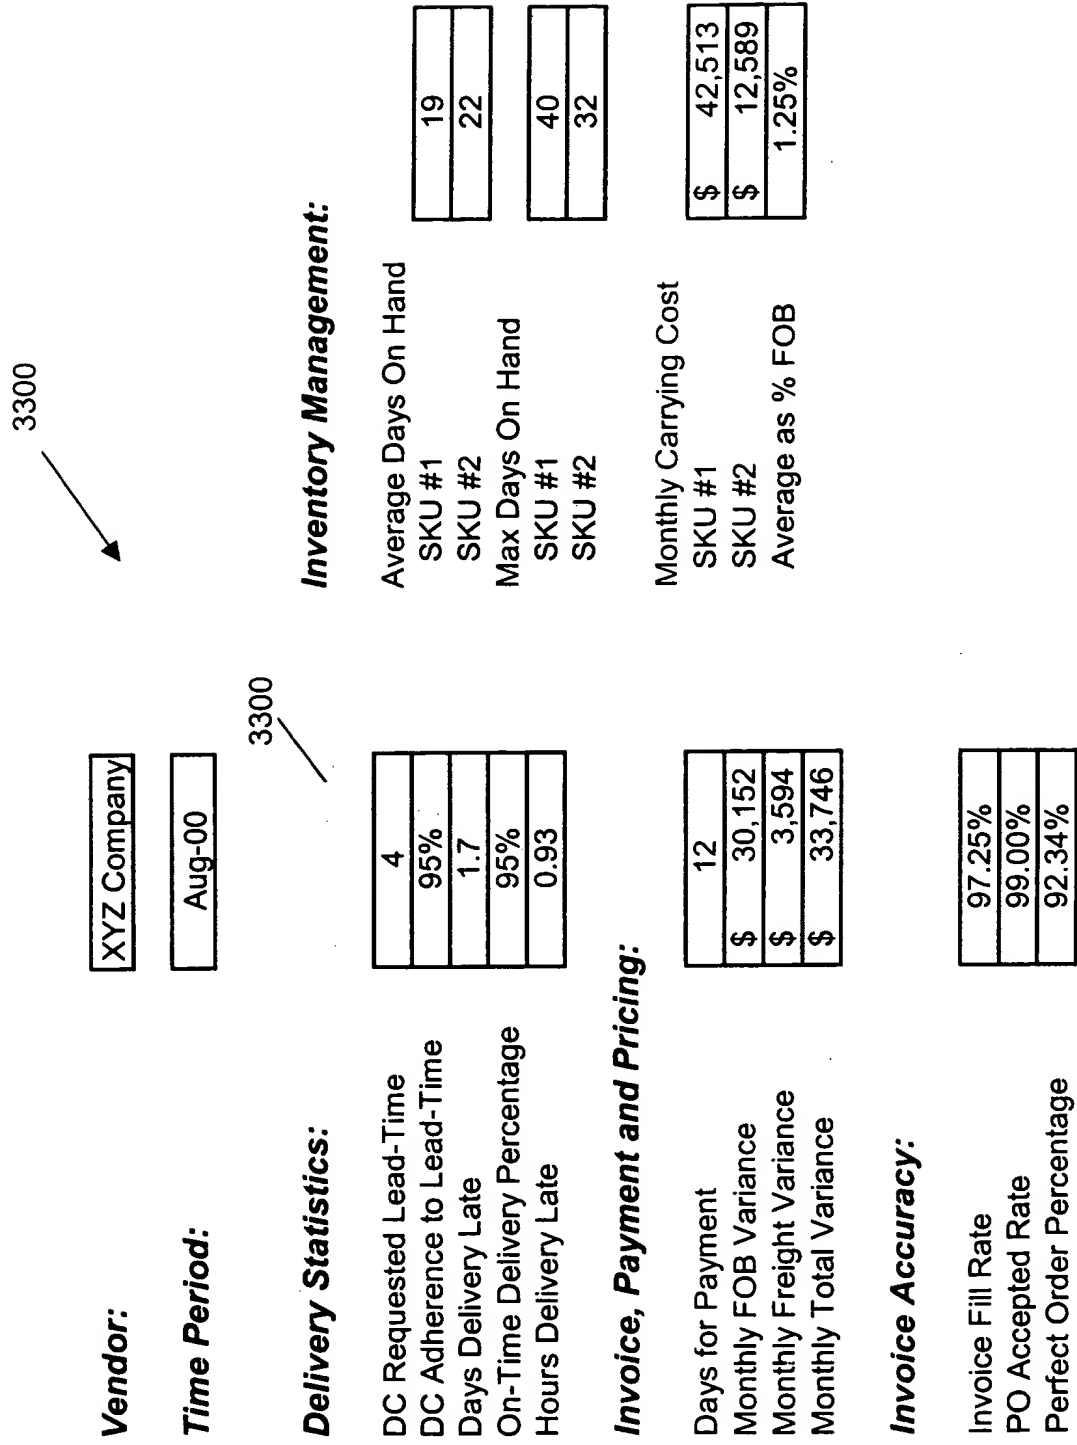 3300
Vendor: XYZ Company
Time Period: Aug-00
3300
Delivery Statistics:
DC Requested Lead-Time 4
DC Adherence to Lead-Time 95%
Days Delivery Late 1.7
On-Time Delivery Percentage 95%
Hours Delivery Late 0.93
Invoice, Payment and Pricing:
Days for Payment 12
Monthly FOB Variance $ 30,152
Monthly Freight Variance $ 3,594
Monthly Total Variance $ 33,746
Invoice Accuracy:
Invoice Fill Rate 97.25%
PO Accepted Rate 99.00%
Perfect Order Percentage 92.34%
Inventory Management:
Average Days On Hand
SKU #1 19
SKU #2 22
Max Days On Hand
SKU #1 40
SKU #2 32
Monthly Carrying Cost
SKU #1 $ 42,513
SKU #2 $ 12,589
Average as % FOB 1.25%